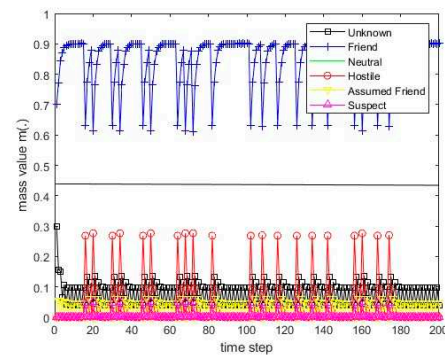 1
0.9
0.8
0.7
0.6
0.5
0.4
0.3
0.2
0.1
0
mass value m(.)
Unknown
Friend
Neutral
Hostile
Assumed Friend
Suspect
0 20 40 60 80 100 120 140 160 180 200
time step